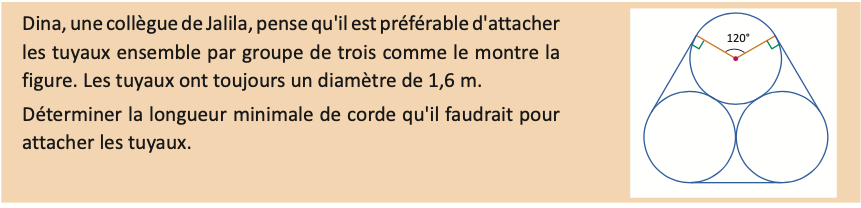 Dina, une collègue de Jalila, pense qu'il est préférable d'attacher
les tuyaux ensemble par groupe de trois comme le montre la
figure. Les tuyaux ont toujours un diamètre de 1,6 m.
Déterminer la longueur minimale de corde qu'il faudrait pour
attacher les tuyaux.
120°